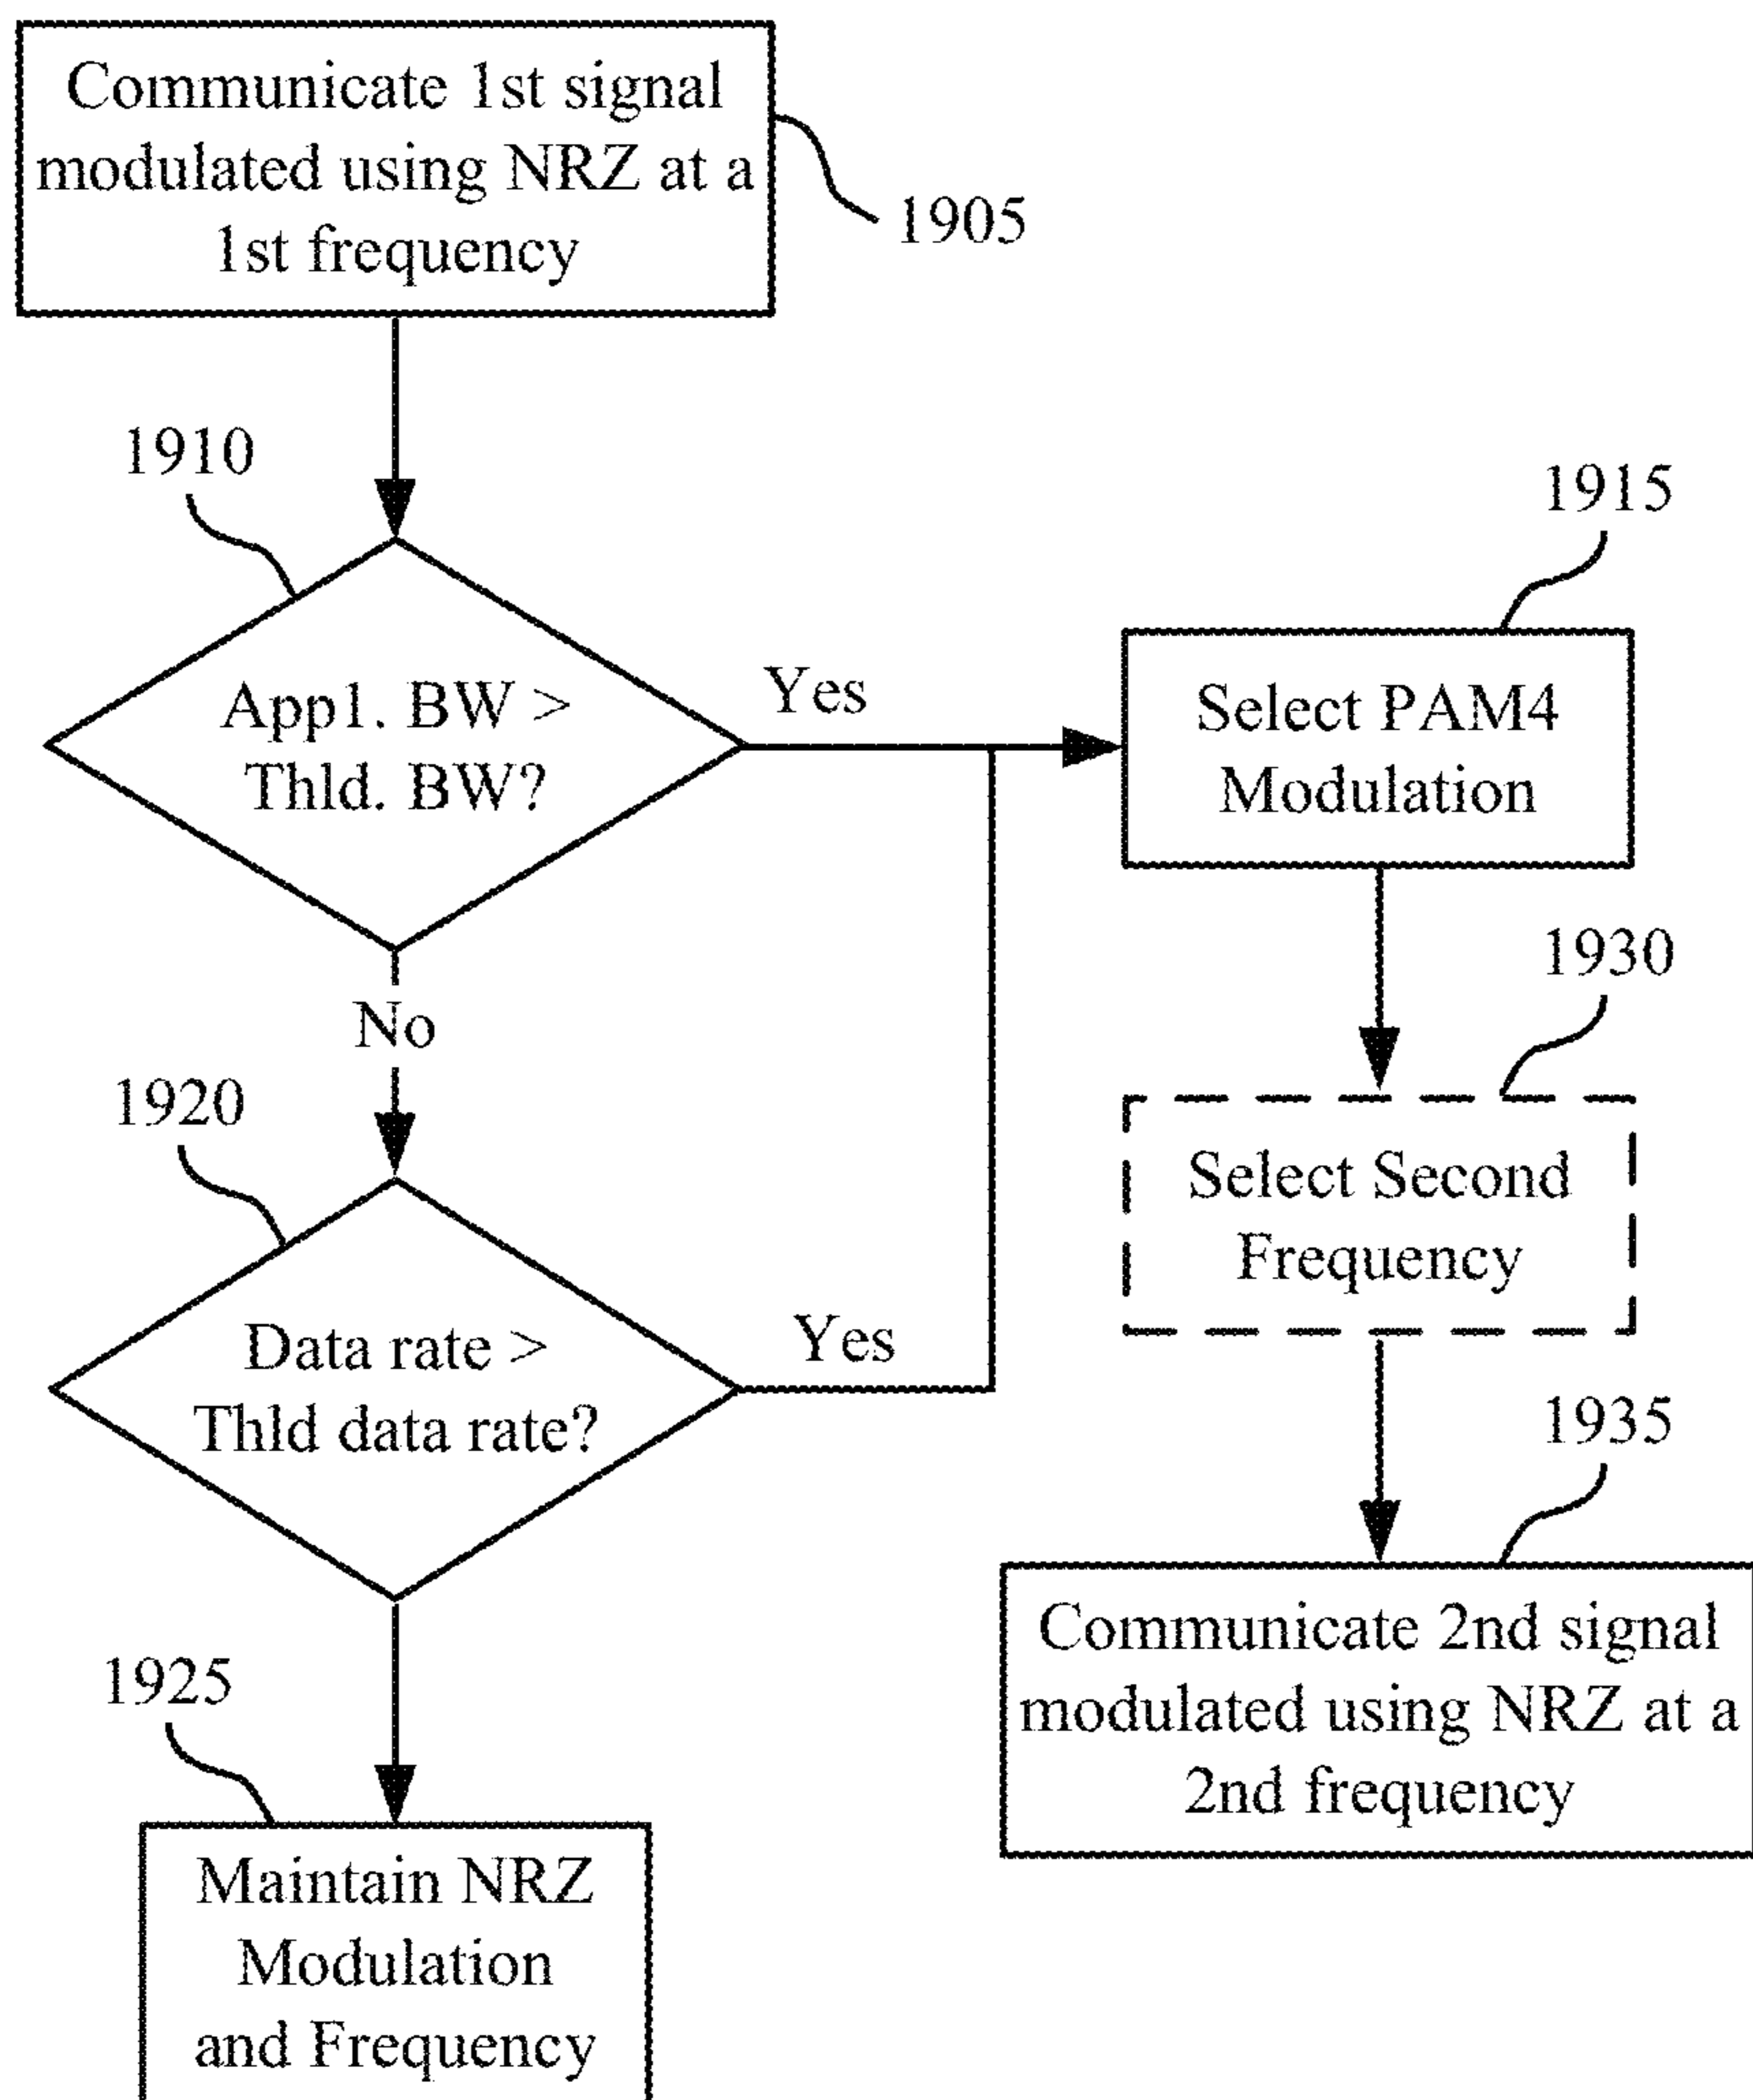 Communicate 1st signal
modulated using NRZ at a
1st frequency
1905
1910
App1. BW >
Thld. BW?
Yes
1915
Select PAM4
Modulation
No
1930
Select Second
Frequency
1920
Data rate >
Thld data rate?
Yes
1935
Communicate 2nd signal
modulated using NRZ at a
2nd frequency
1925
Maintain NRZ
Modulation
and Frequency